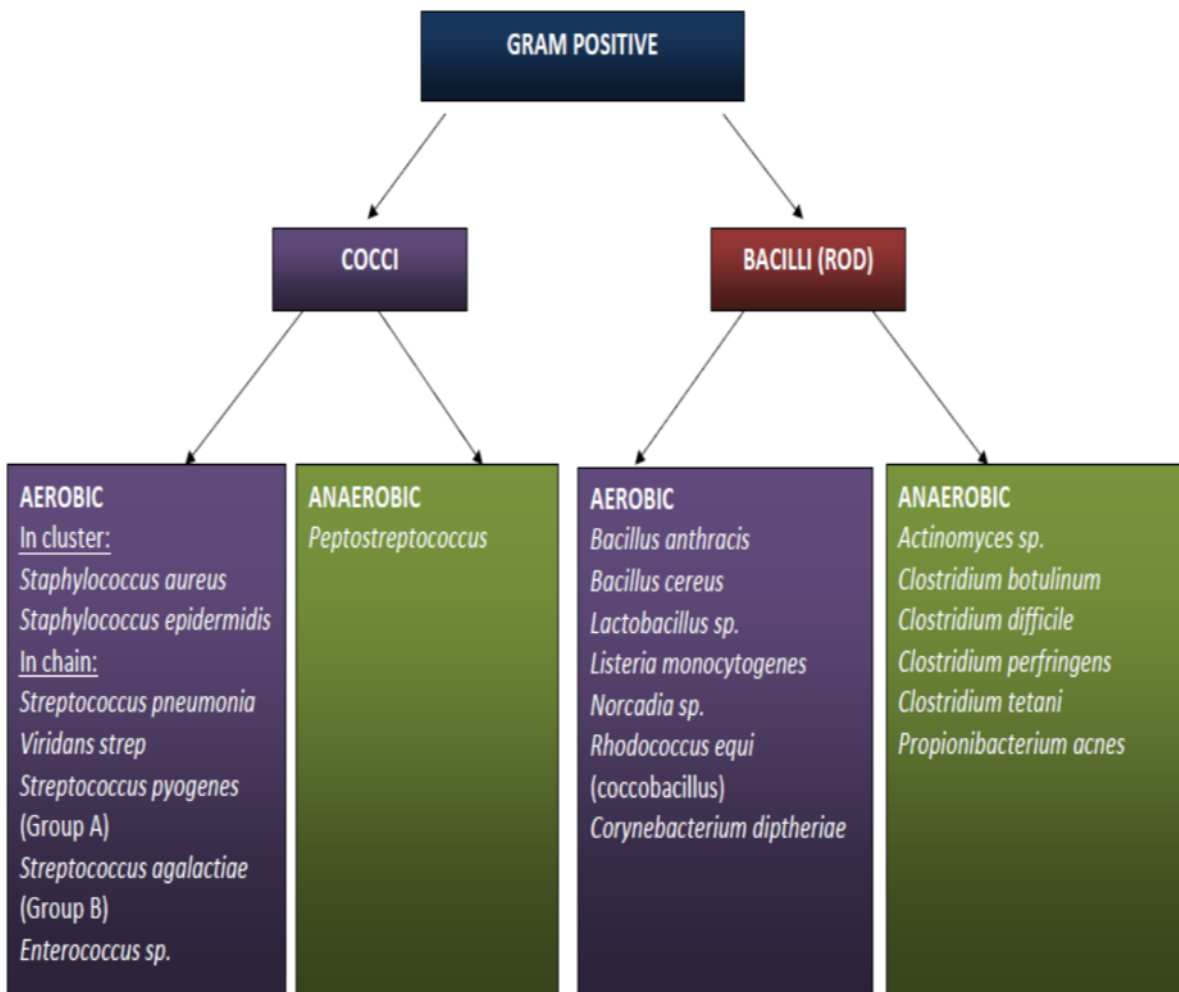 GRAM POSITIVE
COCCI
BACILLI (ROD)
AEROBIC
In cluster:
Staphylococcus aureus
Staphylococcus epidermidis
In chain:
Streptococcus pneumonia
Viridans strep
Streptococcus pyogenes
(Group A)
Streptococcus agalactiae
(Group B)
Enterococcus sp.
ANAEROBIC
Peptostreptococcus
AEROBIC
Bacillus anthracis
Bacillus cereus
Lactobacillus sp.
Listeria monocytogenes
Norcadia sp.
Rhodococcus equi
(coccobacillus)
Corynebacterium diptheriae
ANAEROBIC
Actinomyces sp.
Clostridium botulinum
Clostridium difficile
Clostridium perfringens
Clostridium tetani
Propionibacterium acnes